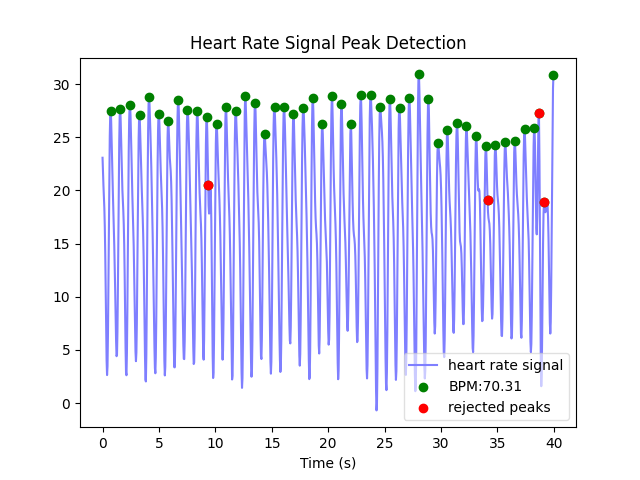 Heart Rate Signal Peak Detection
30
25
20
15
10
5
0
heart rate signal
BPM:70.31
rejected peaks
0 5 10 15 20 25 30 35 40
Time (s)